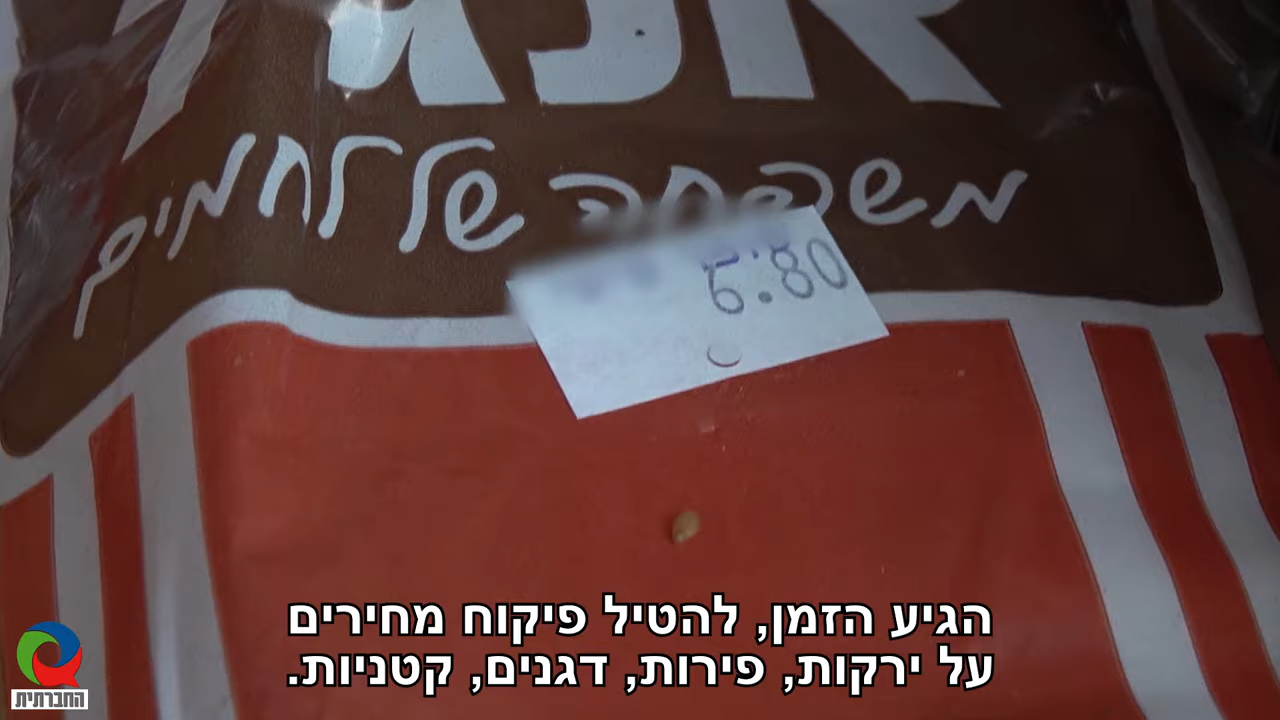 אנג'ל
משפחה של לחמים
6.80
הגיע הזמן, להטיל פיקוח מחירים
על ירקות, פירות, דגנים, קטניות.
החברתית